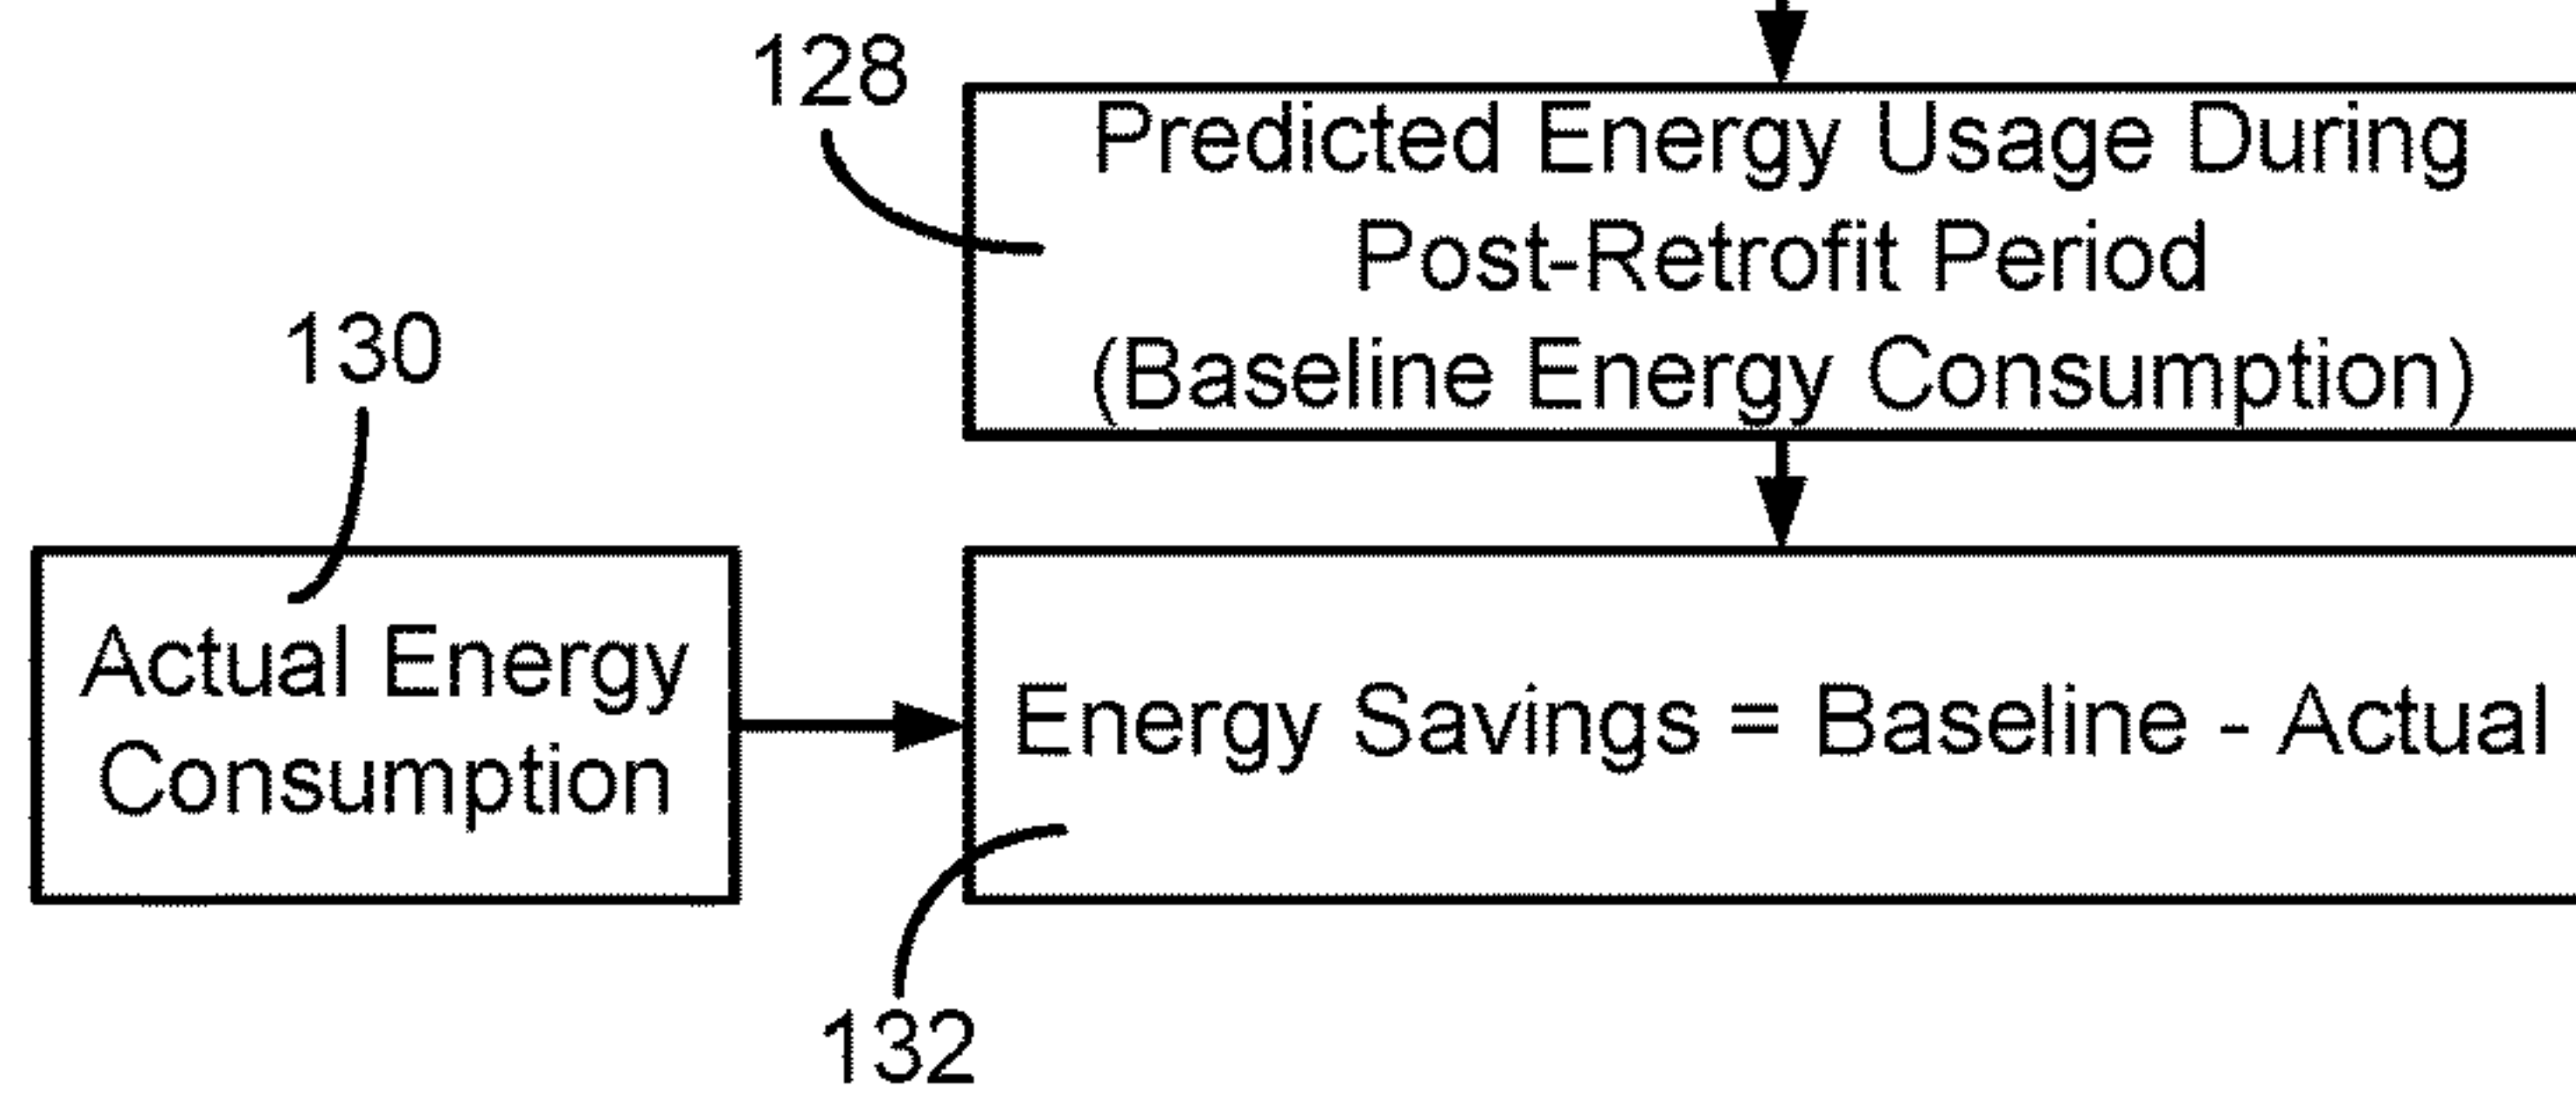 128
Predicted Energy Usage During
Post-Retrofit Period
(Baseline Energy Consumption)
130
Actual Energy
Consumption
Energy Savings = Baseline - Actual
132